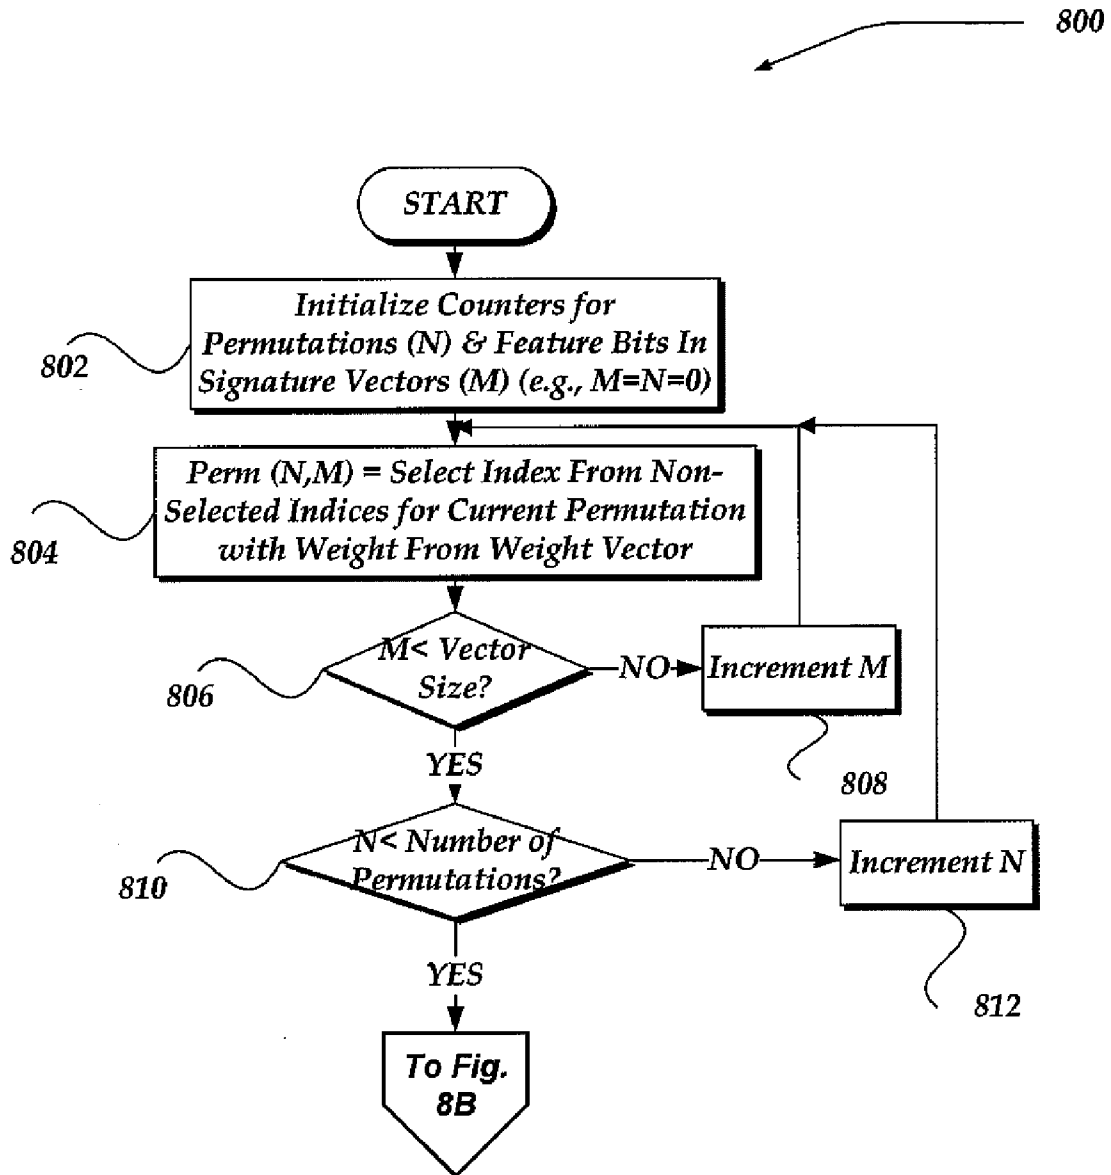 800
START
Initialize Counters for
Permutations (N) & Feature Bits In
Signature Vectors (M) (e.g., M=N=0)
802
Perm (N,M) = Select Index From Non-
Selected Indices for Current Permutation
with Weight From Weight Vector
804
M< Vector
Size?
806
NO
Increment M
808
YES
N< Number of
Permutations?
810
NO
Increment N
812
YES
To Fig.
8B